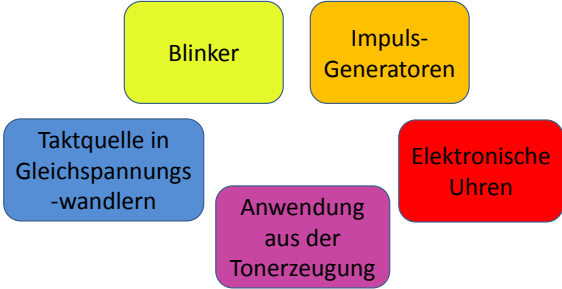 Blinker
Impuls-
Generatoren
Taktquelle in
Gleichspannungs
-wandlern
Elektronische
Uhren
Anwendung
aus der
Tonerzeugung